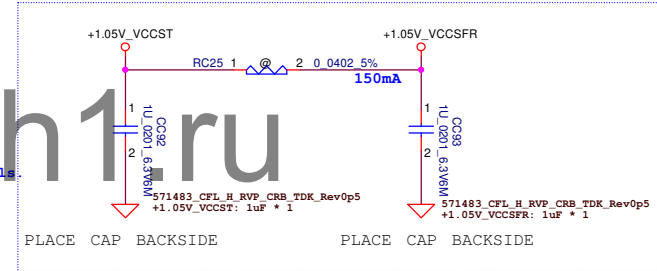 +1.05V_VCCST
+1.05V_VCCSFR
RC25 1 @ 2 0_0402_5%
150mA
1
CC92
1U_0201_6.3V6M
2
1
CC93
1U_0201_6.3V6M
2
h1.ru
ls.
571483_CFL_H_RVP_CRB_TDK_Rev0p5
+1.05V_VCCST: 1uF * 1
571483_CFL_H_RVP_CRB_TDK_Rev0p5
+1.05V_VCCSFR: 1uF * 1
PLACE CAP BACKSIDE
PLACE CAP BACKSIDE